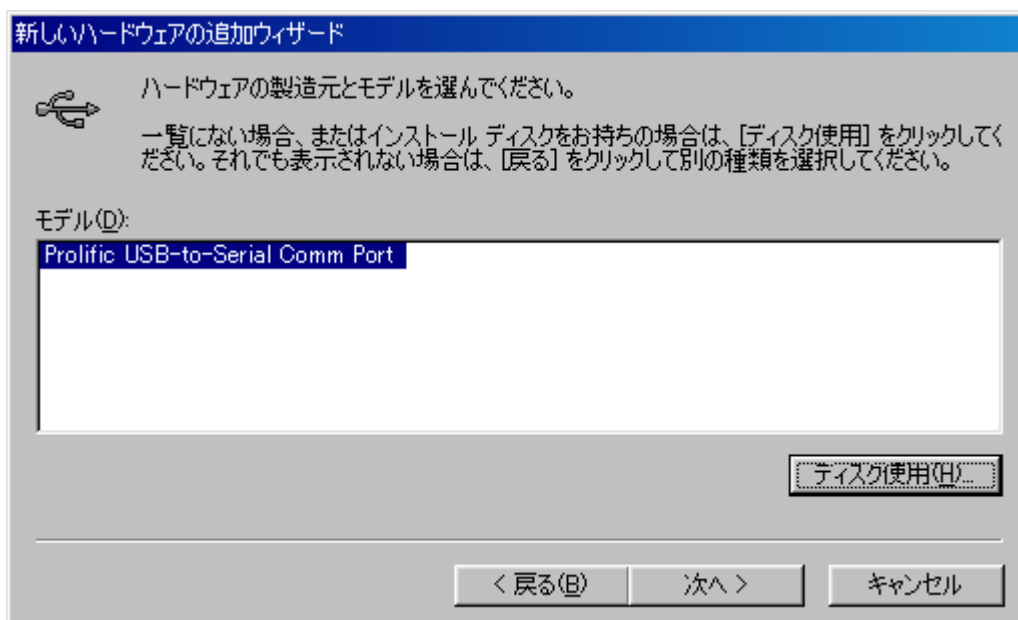 新しいハードウェアの追加ウィザード
ハードウェアの製造元とモデルを選んでください。
一覧にない場合、またはインストール ディスクをお持ちの場合は、[ディスク使用] をクリックしてく
ださい。それでも表示されない場合は、[戻る] をクリックして別の種類を選択してください。
モデル(D):
Prolific USB-to-Serial Comm Port
ディスク使用(H)...
< 戻る(B)
次へ >
キャンセル